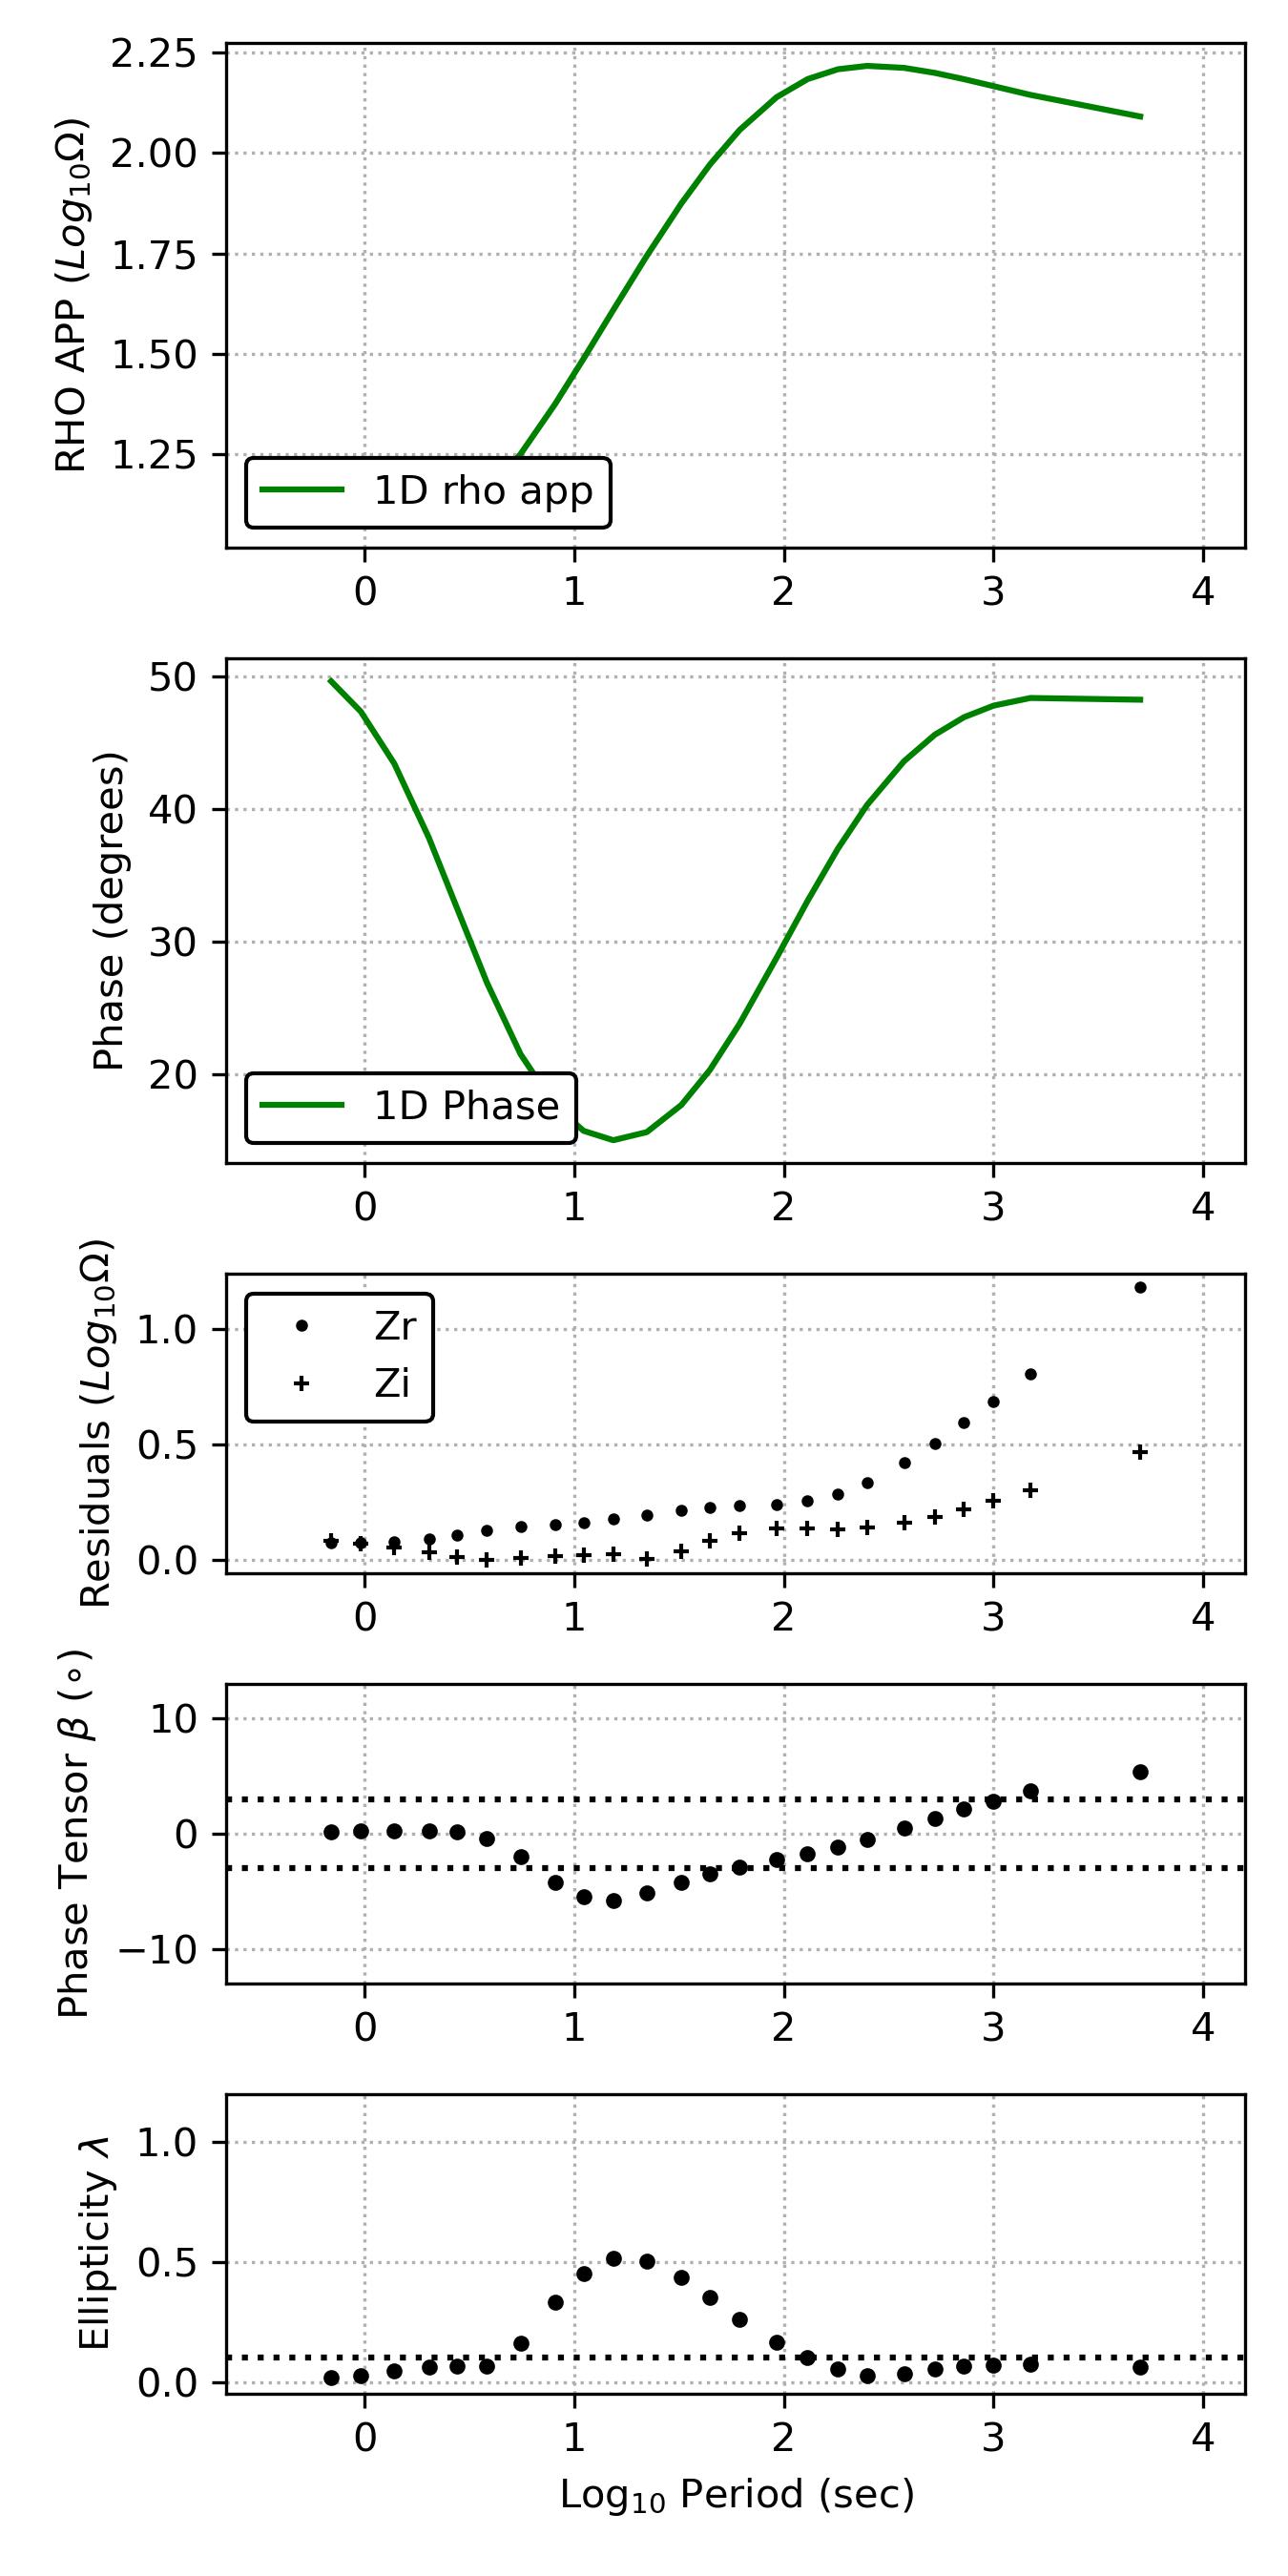 RHO APP (Log₁₀Ω)
2.25
2.00
1.75
1.50
1.25
1D rho app
0 1 2 3 4
Phase (degrees)
50
40
30
20
1D Phase
0 1 2 3 4
Residuals (Log₁₀Ω)
1.0
0.5
0.0
Zr
Zi
0 1 2 3 4
Phase Tensor β (∘)
10
0
−10
0 1 2 3 4
Ellipticity λ
1.0
0.5
0.0
0 1 2 3 4
Log₁₀ Period (sec)